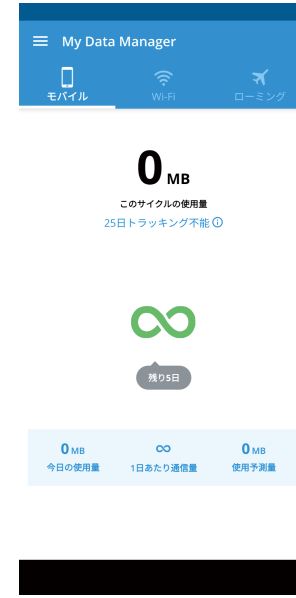 My Data Manager
モバイル
Wi-Fi
ローミング
0 MB
このサイクルの使用量
25日トラッキング不能
残り5日
0 MB
∞
0 MB
今日の使用量
1日あたり通信量
使用予測量